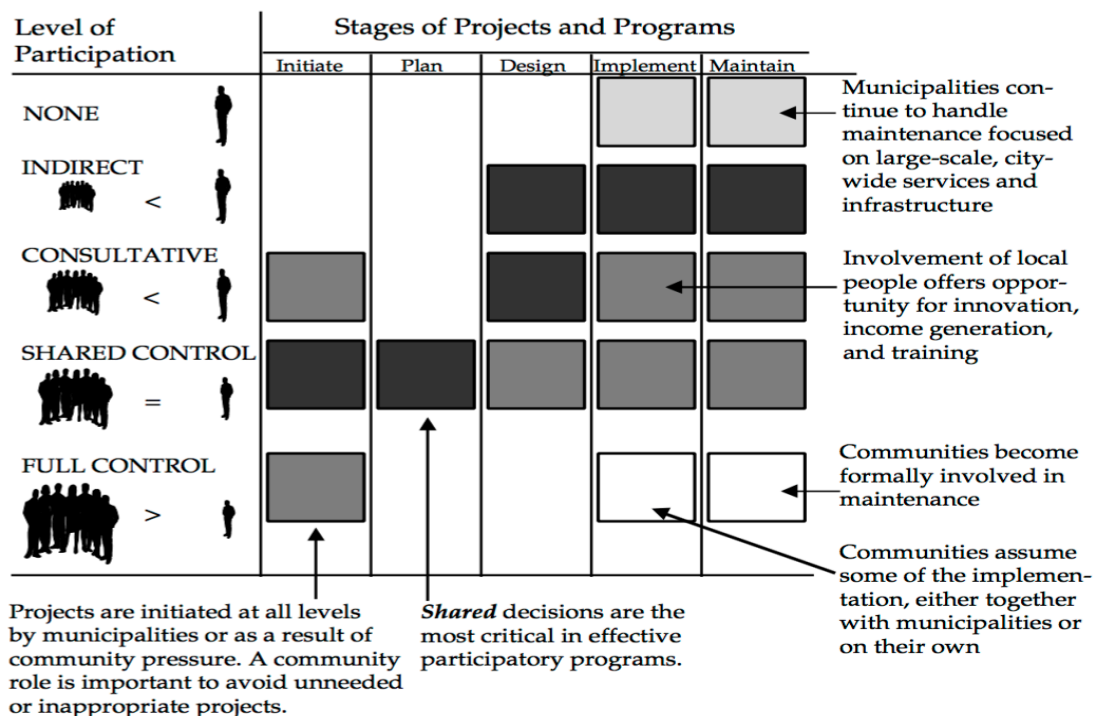 Level of
Participation
Stages of Projects and Programs
Initiate
Plan
Design
Implement
Maintain
NONE
INDIRECT
<
CONSULTATIVE
<
SHARED CONTROL
=
FULL CONTROL
>
Municipalities con-
tinue to handle
maintenance focused
on large-scale, city-
wide services and
infrastructure
Involvement of local
people offers oppor-
tunity for innovation,
income generation,
and training
Communities become
formally involved in
maintenance
Communities assume
some of the implemen-
tation, either together
with municipalities or
on their own
Projects are initiated at all levels
by municipalities or as a result of
community pressure. A community
role is important to avoid unneeded
or inappropriate projects.
Shared decisions are the
most critical in effective
participatory programs.